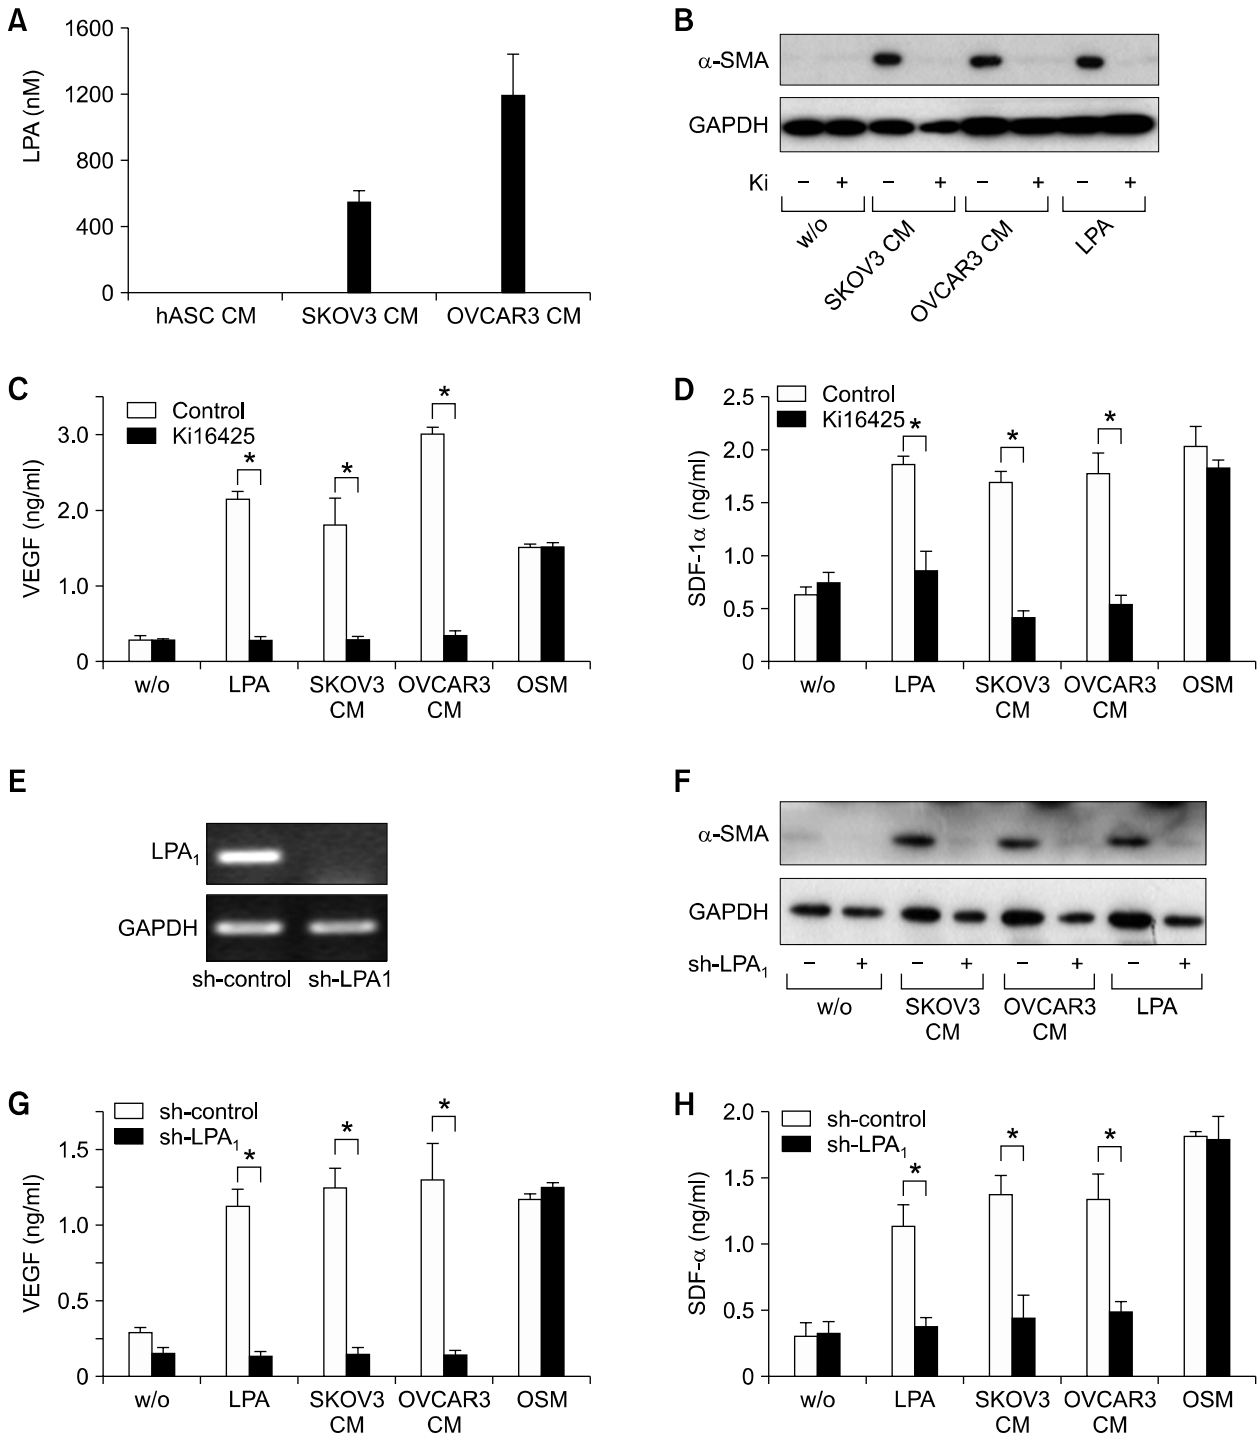 A
1600
1200
800
400
0
LPA (nM)
hASC CM
SKOV3 CM
OVCAR3 CM
B
α-SMA
GAPDH
Ki
− + − + − + − +
w/o
SKOV3 CM
OVCAR3 CM
LPA
C
Control
Ki16425
3.0
2.0
1.0
0
VEGF (ng/ml)
* * *
w/o
LPA
SKOV3
CM
OVCAR3
CM
OSM
D
Control
Ki16425
2.5
2.0
1.5
1.0
0.5
0
SDF-1α (ng/ml)
* * *
w/o
LPA
SKOV3
CM
OVCAR3
CM
OSM
E
LPA₁
GAPDH
sh-control
sh-LPA1
F
α-SMA
GAPDH
sh-LPA₁
− + − + − + − +
w/o
SKOV3
CM
OVCAR3
CM
LPA
G
sh-control
sh-LPA₁
1.5
1.0
0.5
0
VEGF (ng/ml)
* * *
w/o
LPA
SKOV3
CM
OVCAR3
CM
OSM
H
sh-control
sh-LPA₁
2.0
1.5
1.0
0.5
0
SDF-α (ng/ml)
* * *
w/o
LPA
SKOV3
CM
OVCAR3
CM
OSM